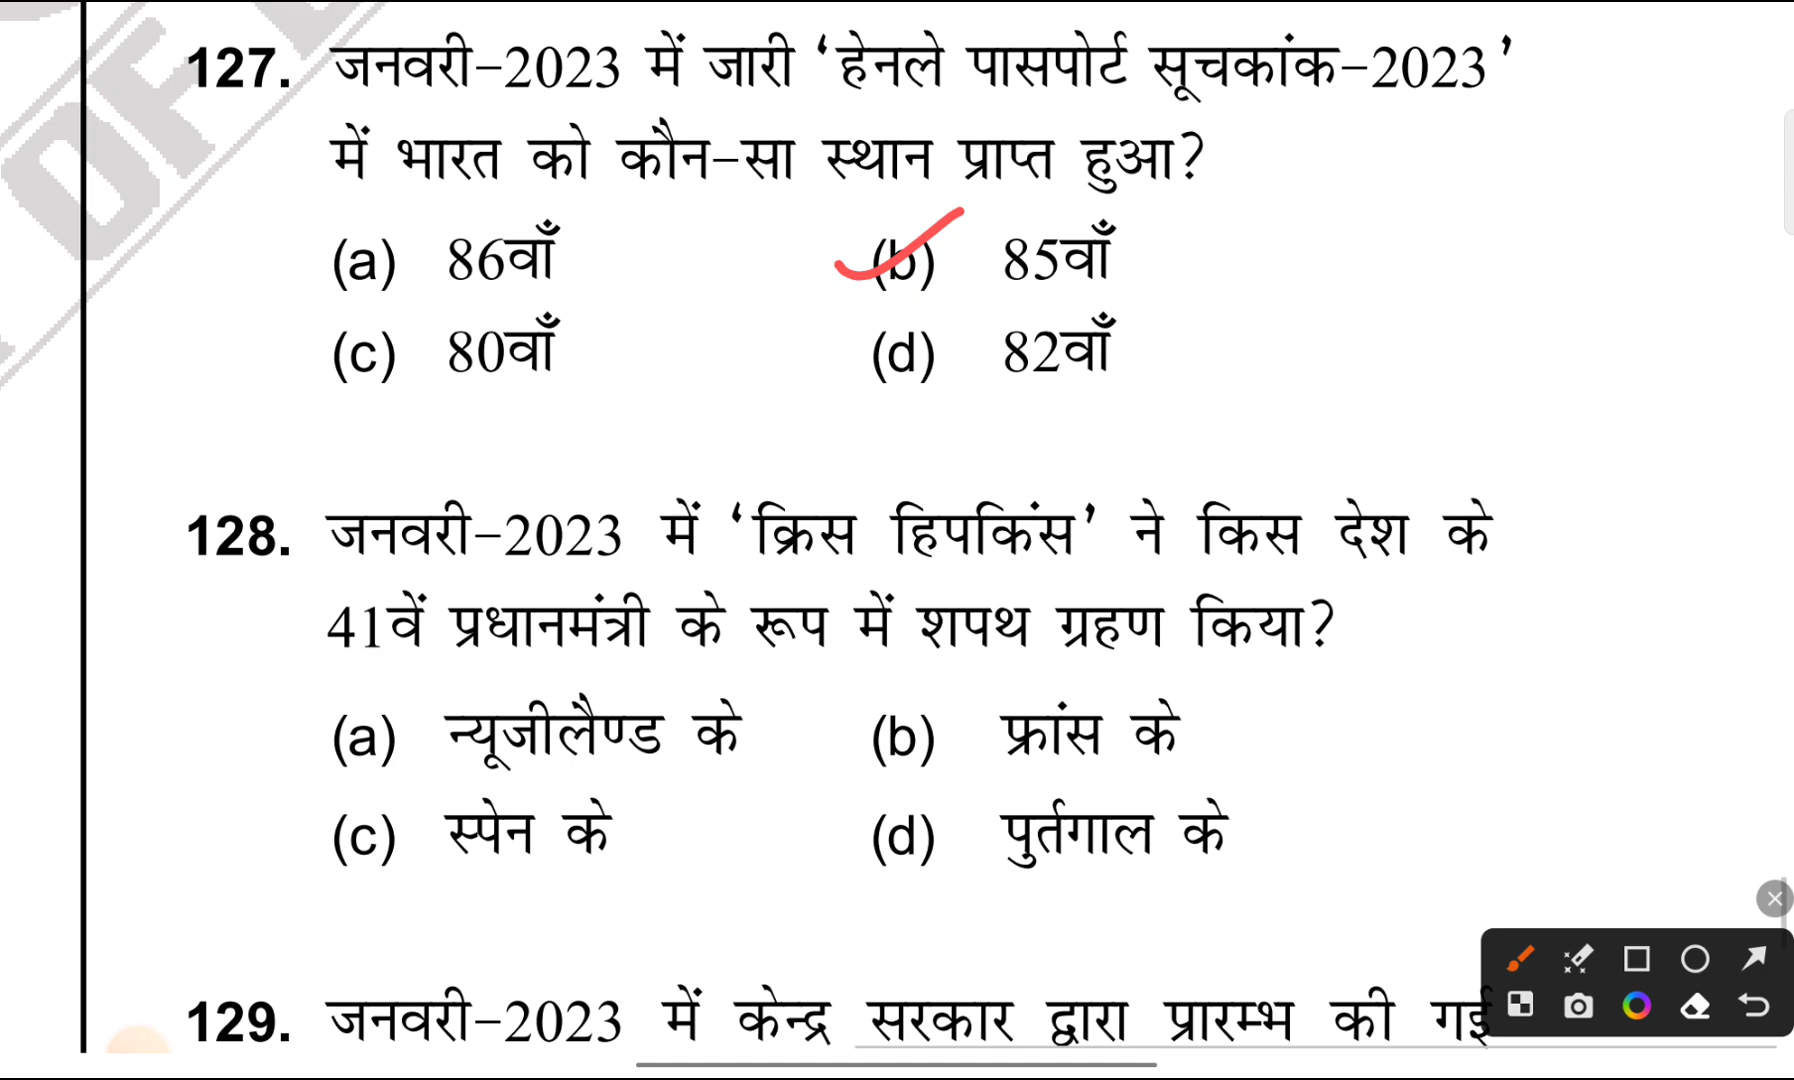 127. जनवरी-2023 में जारी 'हेनले पासपोर्ट सूचकांक-2023'
में भारत को कौन-सा स्थान प्राप्त हुआ?
(a) 86वाँ (b) 85वाँ
(c) 80वाँ (d) 82वाँ
128. जनवरी-2023 में 'क्रिस हिपकिंस' ने किस देश के
41वें प्रधानमंत्री के रूप में शपथ ग्रहण किया?
(a) न्यूजीलैण्ड के (b) फ्रांस के
(c) स्पेन के (d) पुर्तगाल के
129. जनवरी-2023 में केन्द्र सरकार द्वारा प्रारम्भ की गई
OF